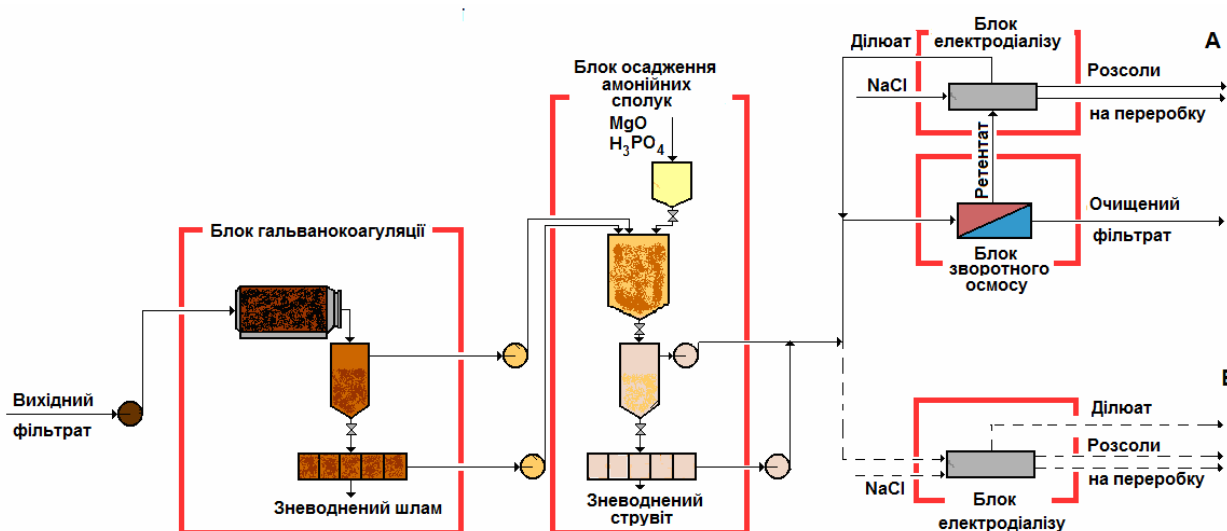 Вихідний
фільтрат
Блок гальванокоагуляції
Зневоднений шлам
Блок осадження
амонійних
сполук
MgO
H3PO4
Зневоднений
струвіт
Блок
електродіалізу
Ділюат
А
NaCl
Розсоли
на переробку
Ретентат
Очищений
фільтрат
Блок
зворотного
осмосу
Ділюат
Розсоли
на переробку
NaCl
Блок
електродіалізу